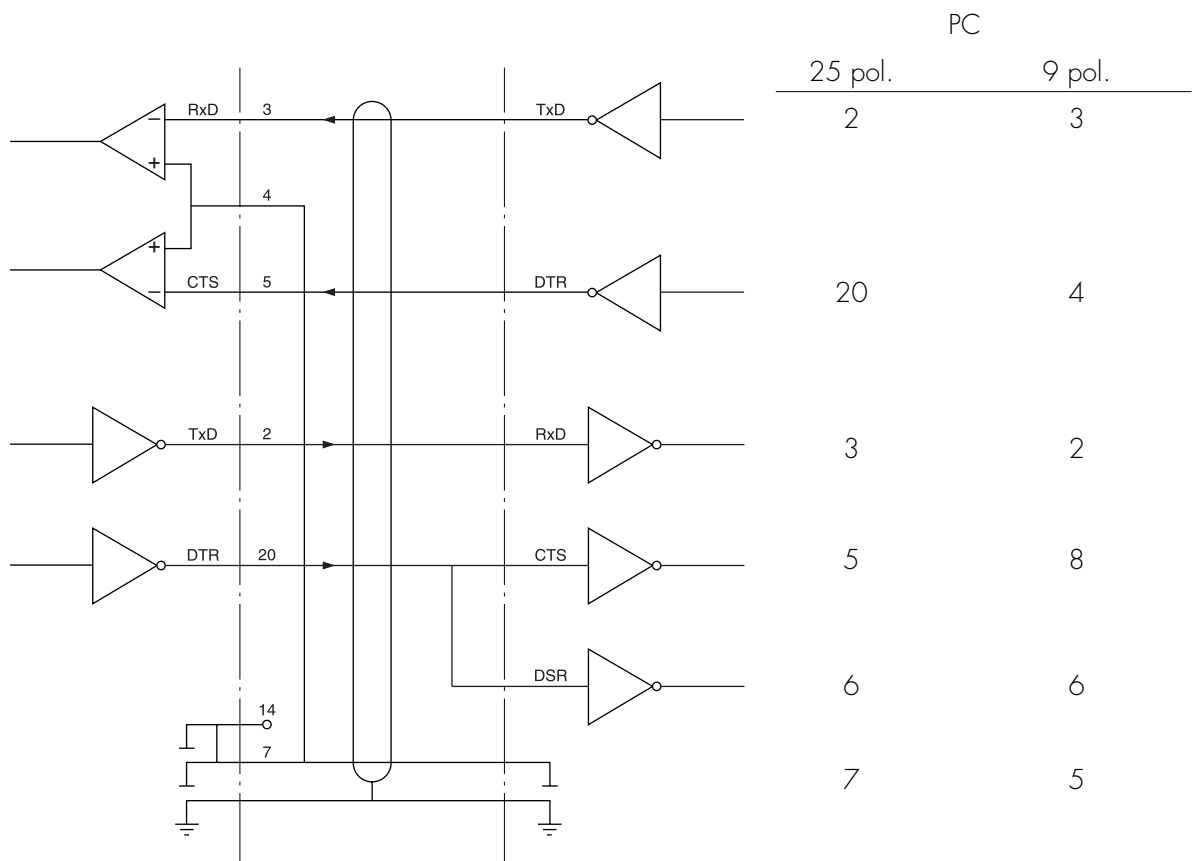 PC
25 pol. 9 pol.
RxD 3 TxD 2 3
−
+
4
+
−
CTS 5 DTR 20 4
TxD 2 RxD 3 2
DTR 20 CTS 5 8
DSR 6 6
14
7 7 5